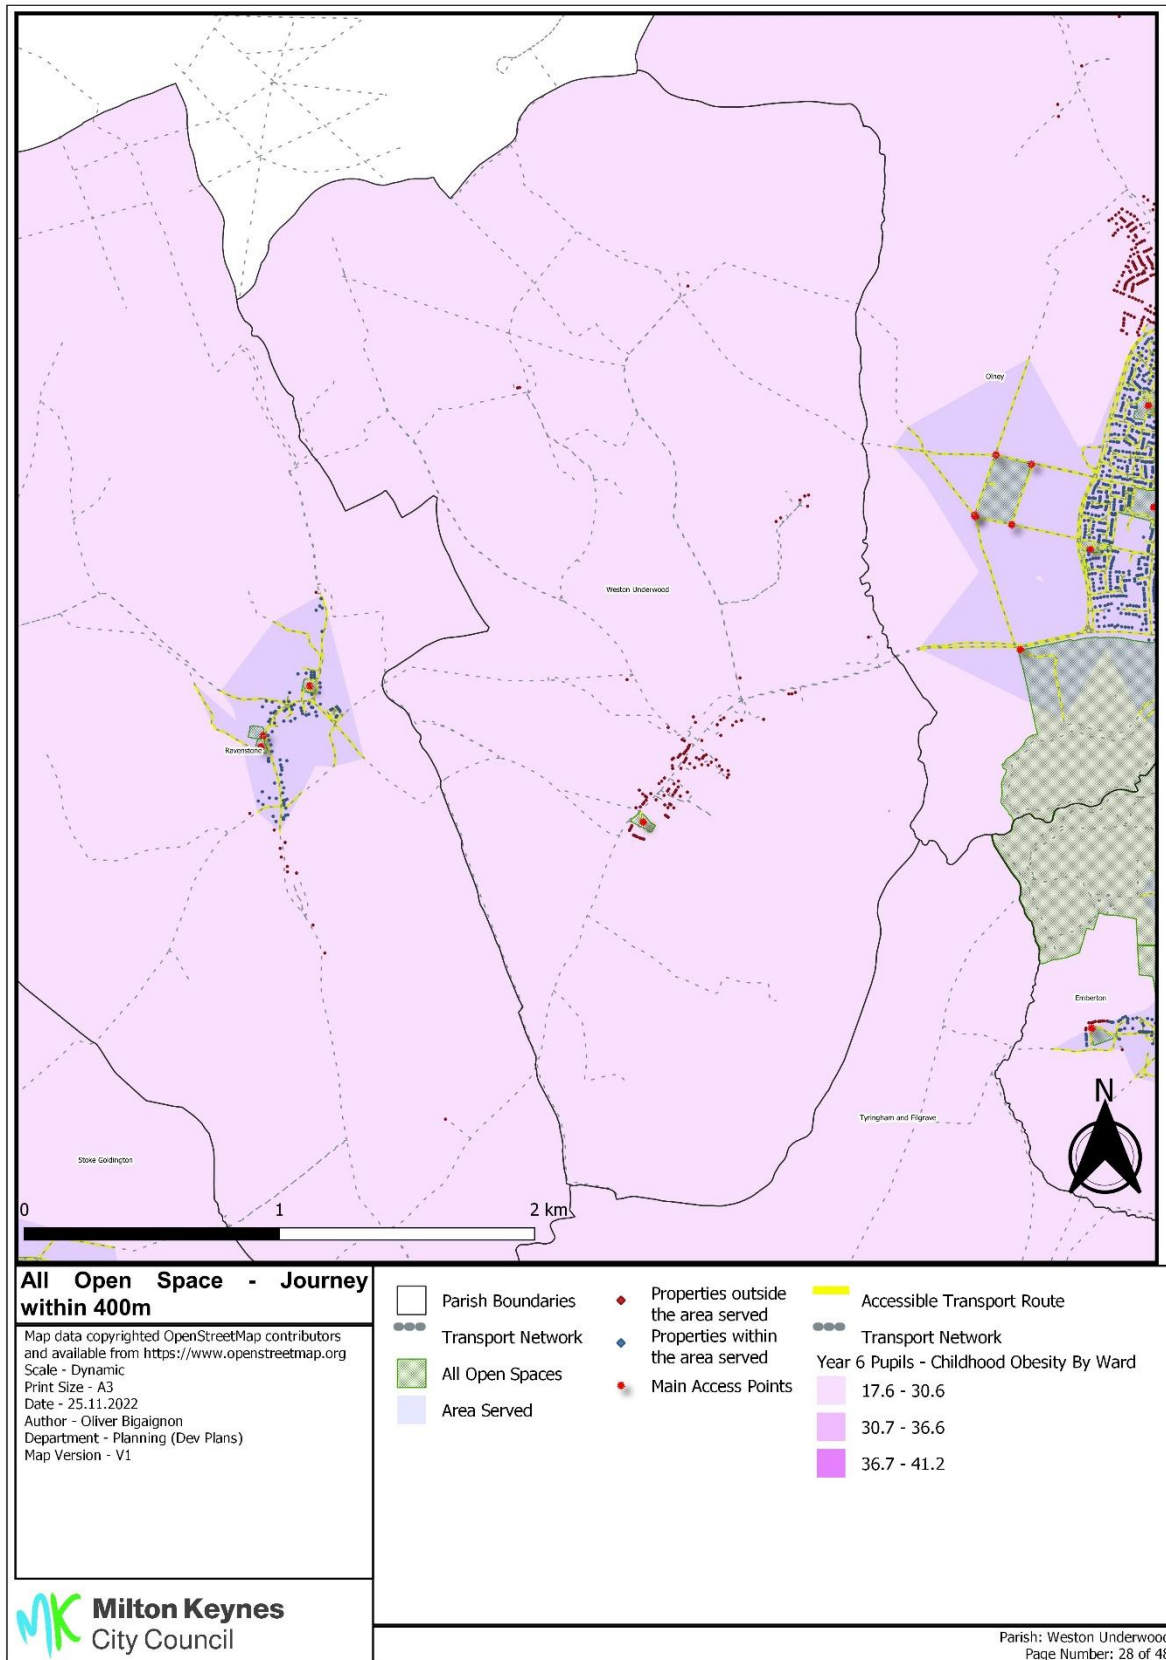 Olney
Weston Underwood
Ravenstone
Emberton
N
Tyringham and Filgrave
Stoke Goldington
0 1 2 km
All Open Space - Journey
within 400m
Map data copyrighted OpenStreetMap contributors
and available from https://www.openstreetmap.org
Scale - Dynamic
Print Size - A3
Date - 25.11.2022
Author - Oliver Bigaignon
Department - Planning (Dev Plans)
Map Version - V1
Parish Boundaries
Transport Network
All Open Spaces
Area Served
Properties outside
the area served
Properties within
the area served
Main Access Points
Accessible Transport Route
Transport Network
Year 6 Pupils - Childhood Obesity By Ward
17.6 - 30.6
30.7 - 36.6
36.7 - 41.2
MK Milton Keynes
City Council
Parish: Weston Underwood
Page Number: 28 of 48